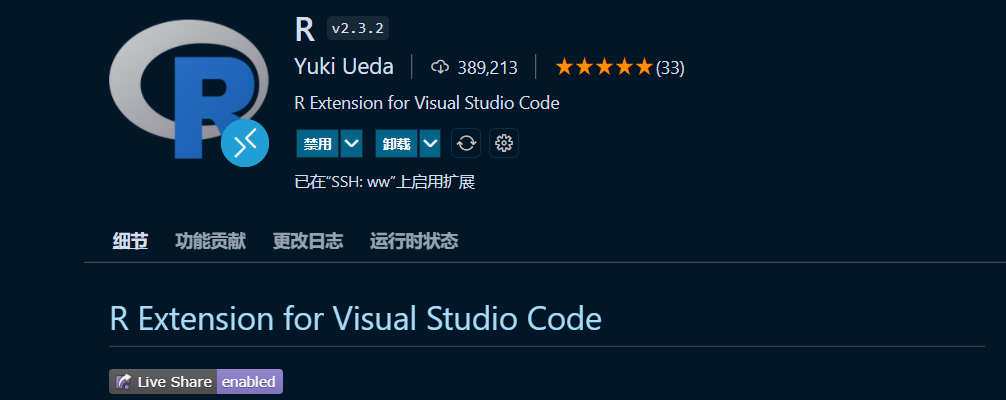 R v2.3.2
Yuki Ueda 389,213 ★★★★★(33)
R Extension for Visual Studio Code
禁用 卸载
已在“SSH: ww”上启用扩展
细节 功能贡献 更改日志 运行时状态
R Extension for Visual Studio Code
Live Share enabled